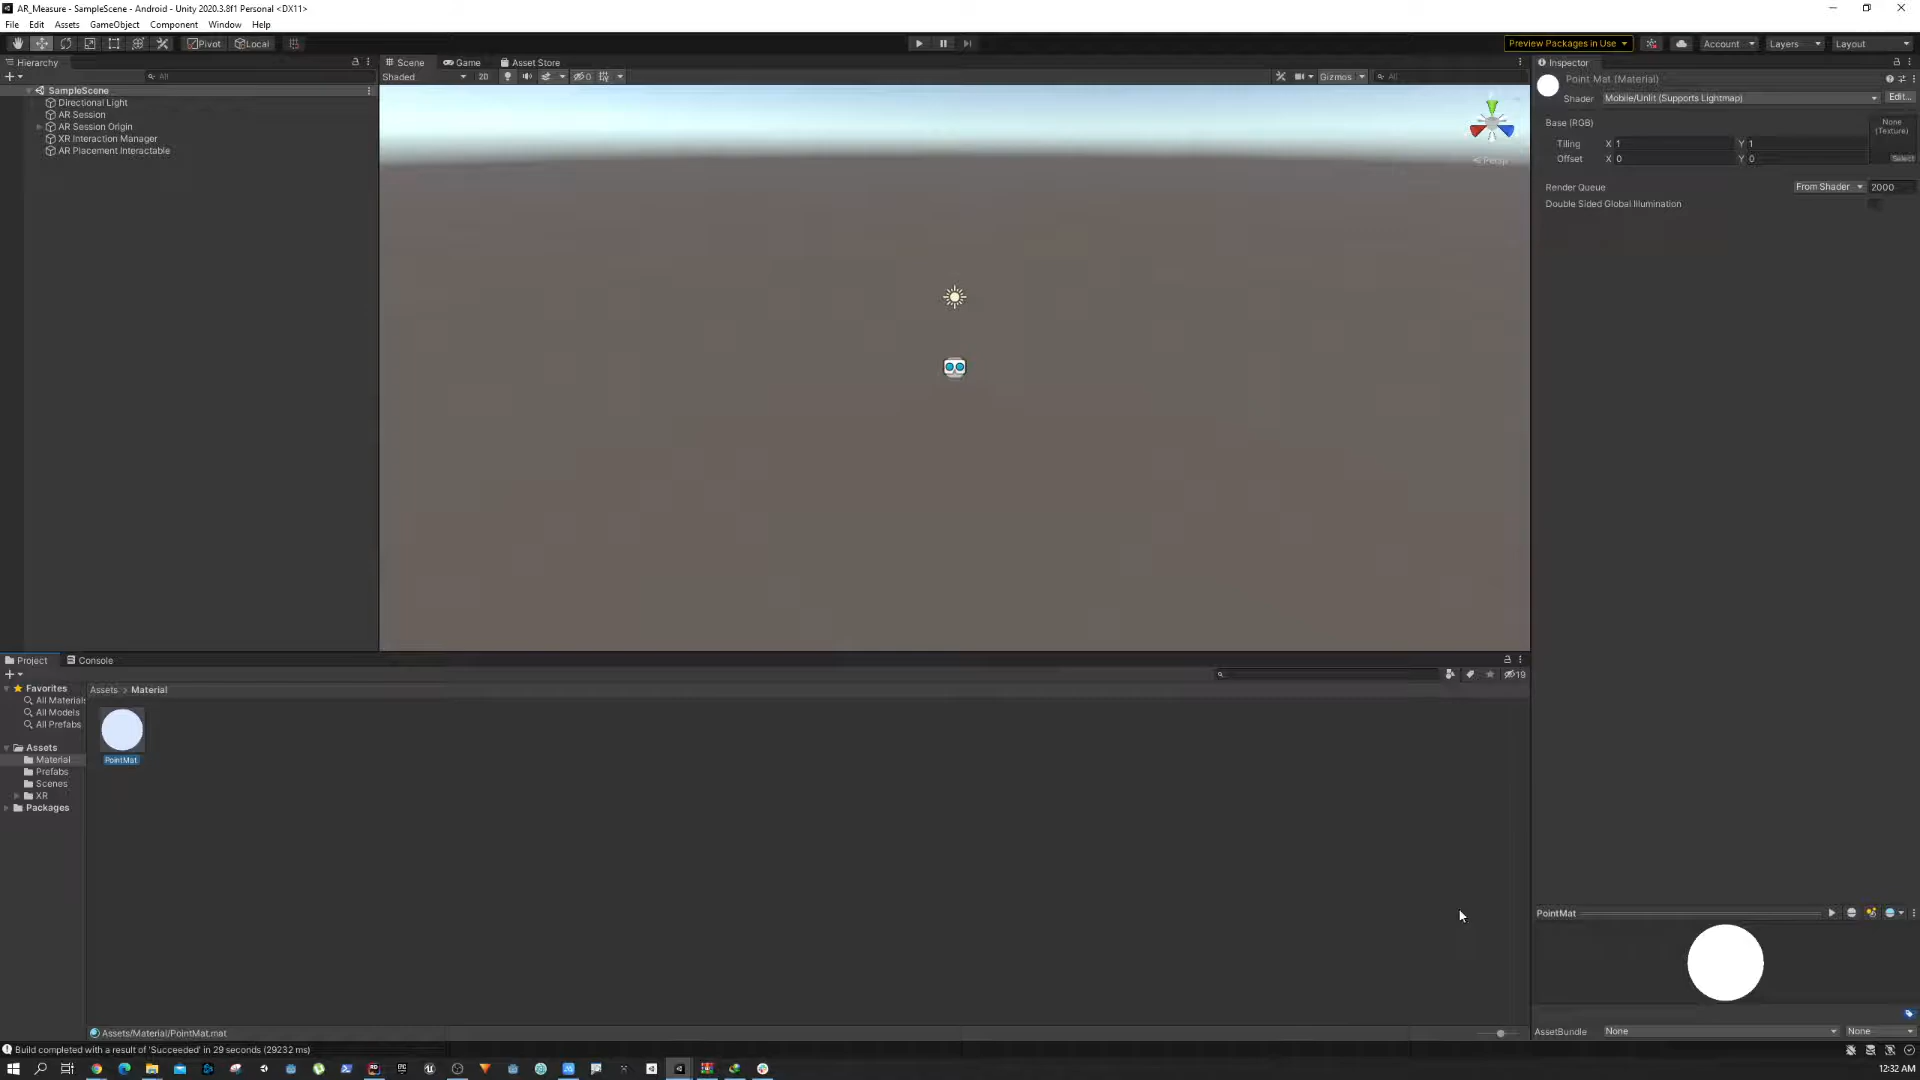 AR_Measure - SampleScene - Android - Unity 2020.3.8f1 Personal <DX11>
File Edit Assets GameObject Component Window Help
Pivot Local Preview Packages in Use Account Layers Layout
Hierarchy
All
SampleScene
Directional Light
AR Session
AR Session Origin
XR Interaction Manager
AR Placement Interactable
Scene Game Asset Store
Shaded 2D 0 Gizmos All
Persp
Inspector
Point Mat (Material)
Shader Mobile/Unlit (Supports Lightmap) Edit...
Base (RGB) None
(Texture)
Tiling X 1 Y 1
Offset X 0 Y 0 Select
Render Queue From Shader 2000
Double Sided Global Illumination
Project Console
19
Favorites
All Materials
All Models
All Prefabs
Assets
Material
Prefabs
Scenes
XR
Packages
Assets > Material
PointMat
Assets/Material/PointMat.mat
PointMat
AssetBundle None None
Build completed with a result of 'Succeeded' in 29 seconds (29232 ms)
12:32 AM